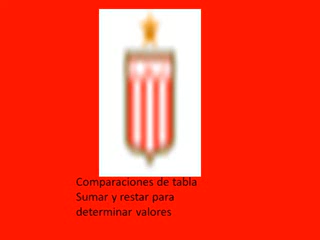 Comparaciones de tabla
Sumar y restar para
determinar valores